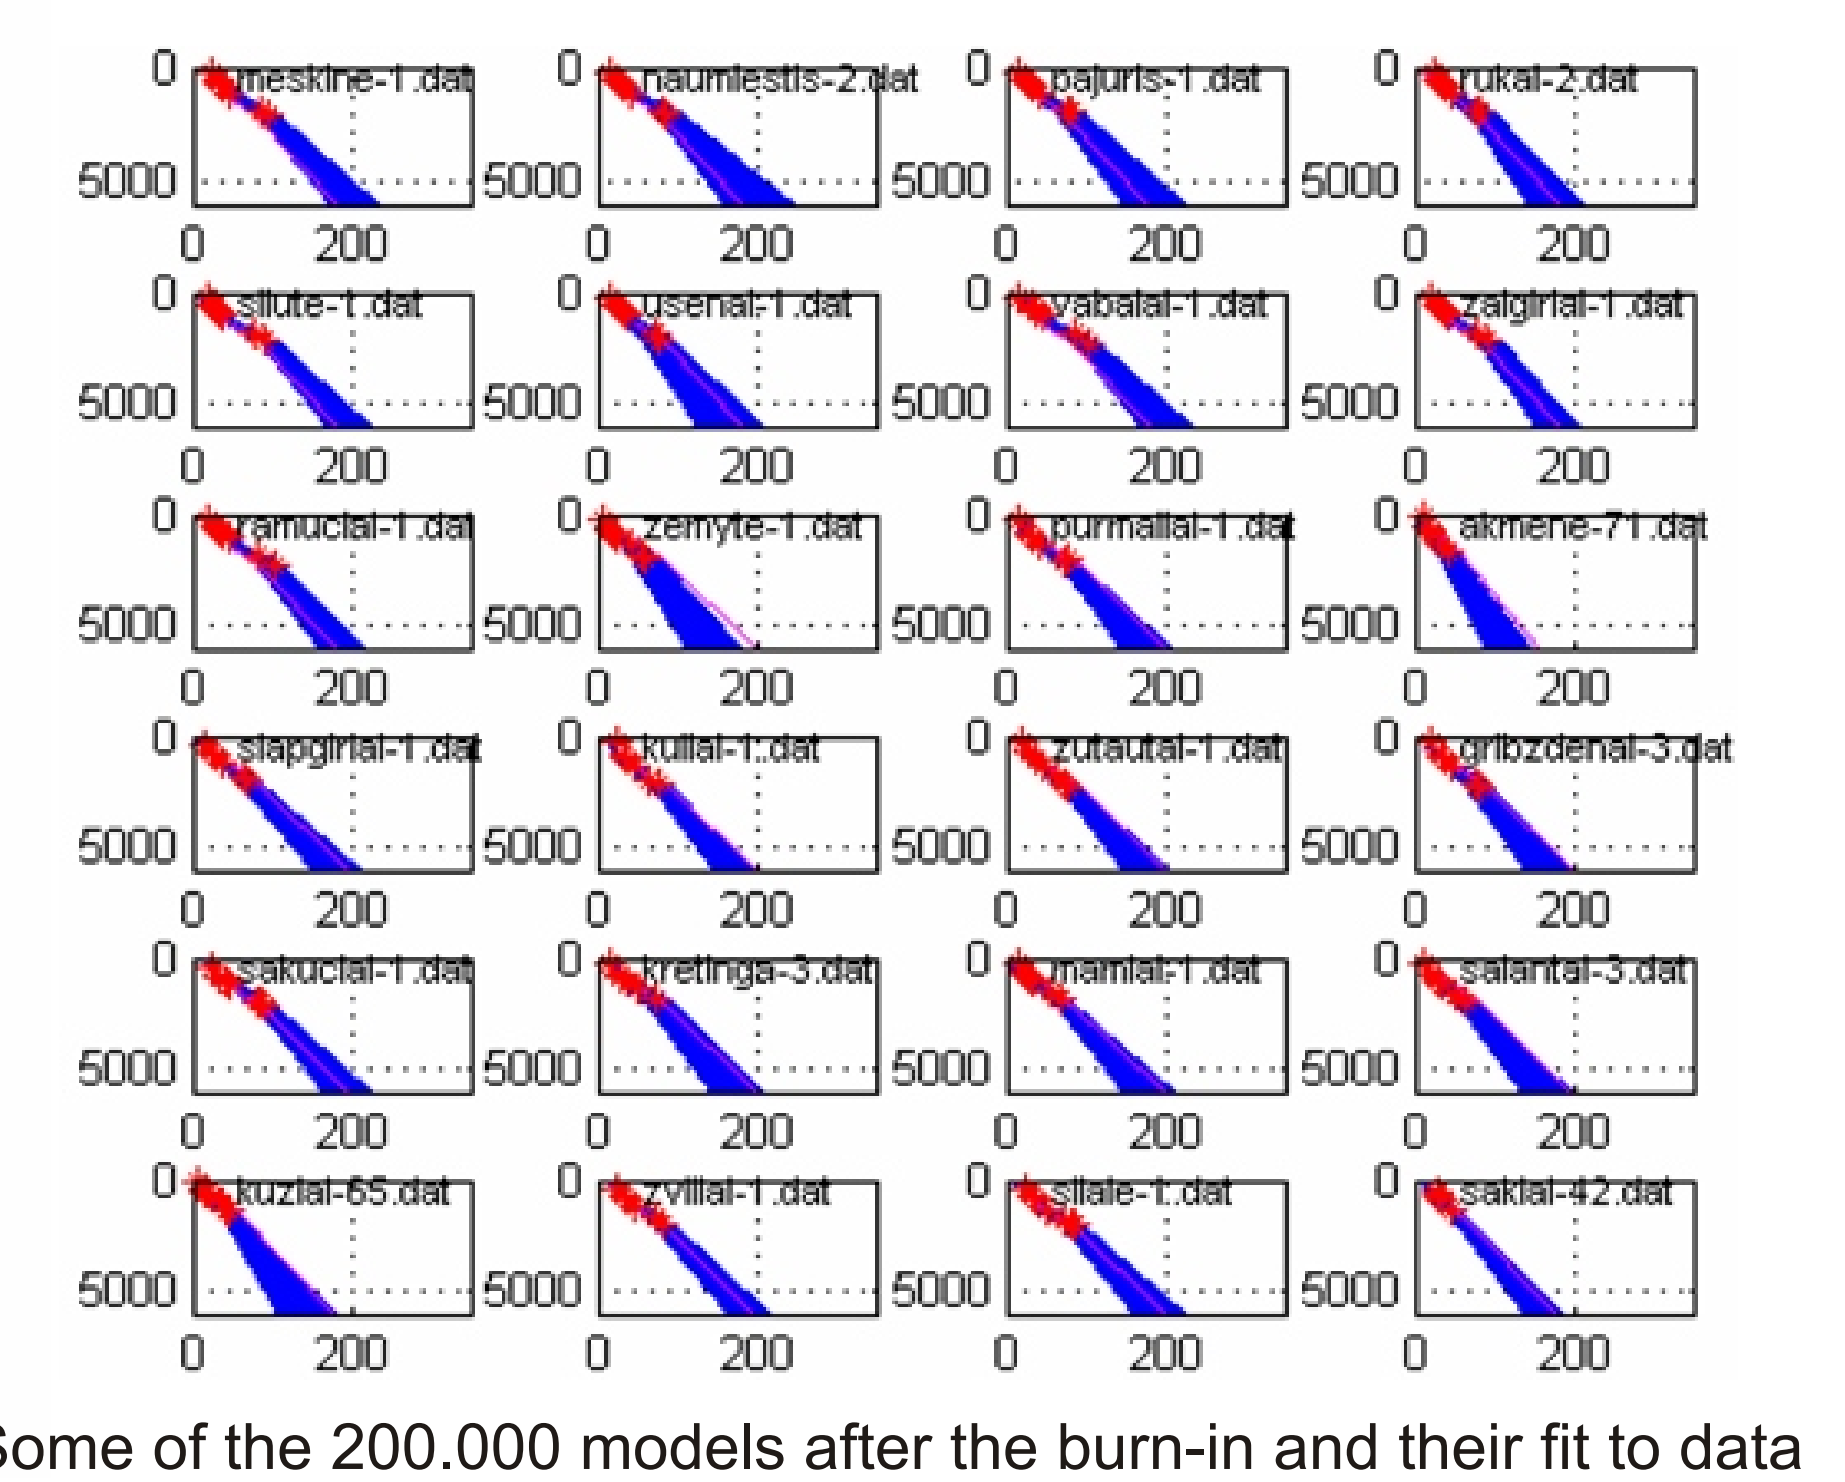 0 meskine-1.dat 0 naumiestis-2.dat 0 pajuris-1.dat 0 rukai-2.dat
5000 5000 5000 5000
0 200 0 200 0 200 0 200
0 silute-1.dat 0 usenai-1.dat 0 vabalai-1.dat 0 zalgiriai-1.dat
5000 5000 5000 5000
0 200 0 200 0 200 0 200
0 ramuciai-1.dat 0 zemyte-1.dat 0 purmaliai-1.dat 0 akmene-71.dat
5000 5000 5000 5000
0 200 0 200 0 200 0 200
0 slapgiriai-1.dat 0 kuliai-1.dat 0 zutautai-1.dat 0 gribzdenai-3.dat
5000 5000 5000 5000
0 200 0 200 0 200 0 200
0 sakuciai-1.dat 0 kretinga-3.dat 0 mamiai-1.dat 0 salantai-3.dat
5000 5000 5000 5000
0 200 0 200 0 200 0 200
0 kuziai-65.dat 0 zviliai-1.dat 0 silale-1.dat 0 sakiai-42.dat
5000 5000 5000 5000
0 200 0 200 0 200 0 200
Some of the 200.000 models after the burn-in and their fit to data